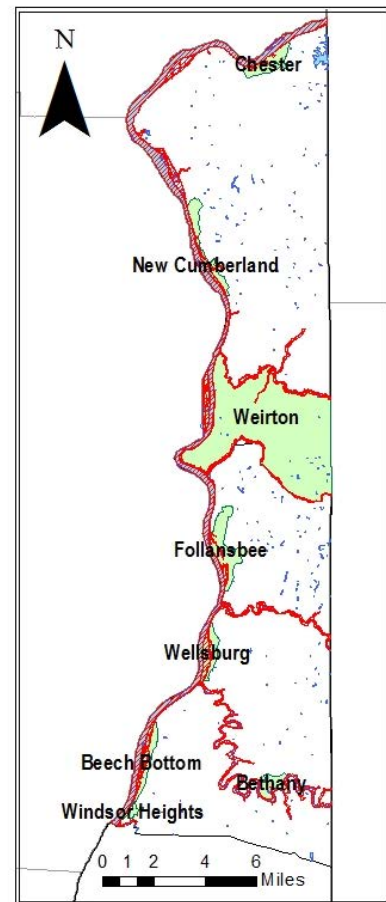 N
Chester
New Cumberland
Weirton
Follansbee
Wellsburg
Beech Bottom
Bethany
Windsor Heights
0 1 2 4 6
Miles